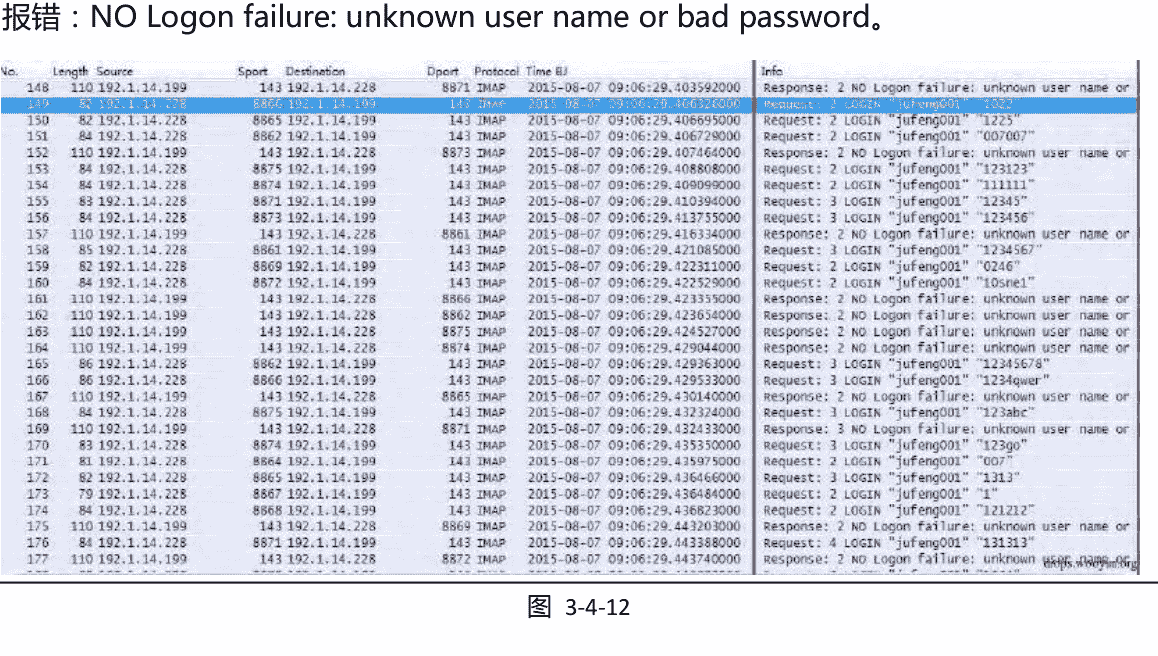 报错：NO Logon failure: unknown user name or bad password。
No. Length Source Sport Destination Dport Protocol Time BJ Info
148 110 192.1.14.199 143 192.1.14.228 8871 IMAP 2015-08-07 09:06:29.403592000 Response: 2 NO Logon failure: unknown user name or
149 82 192.1.14.228 8866 192.1.14.199 143 IMAP 2015-08-07 09:06:29.406326000 Request: 2 LOGIN "jufeng001"
150 82 192.1.14.228 8865 192.1.14.199 143 IMAP 2015-08-07 09:06:29.406695000 Request: 2 LOGIN "jufeng001" "1225"
151 84 192.1.14.228 8862 192.1.14.199 143 IMAP 2015-08-07 09:06:29.406729000 Request: 2 LOGIN "jufeng001" "007007"
152 110 192.1.14.199 143 192.1.14.228 8873 IMAP 2015-08-07 09:06:29.407464000 Response: 2 NO Logon failure: unknown user name or
153 84 192.1.14.228 8875 192.1.14.199 143 IMAP 2015-08-07 09:06:29.408808000 Request: 2 LOGIN "jufeng001" "123123"
154 84 192.1.14.228 8874 192.1.14.199 143 IMAP 2015-08-07 09:06:29.409099000 Request: 2 LOGIN "jufeng001" "111111"
155 83 192.1.14.228 8871 192.1.14.199 143 IMAP 2015-08-07 09:06:29.410394000 Request: 3 LOGIN "jufeng001" "12345"
156 84 192.1.14.228 8873 192.1.14.199 143 IMAP 2015-08-07 09:06:29.413755000 Request: 3 LOGIN "jufeng001" "123456"
157 110 192.1.14.199 143 192.1.14.228 8861 IMAP 2015-08-07 09:06:29.416334000 Response: 2 NO Logon failure: unknown user name or
158 85 192.1.14.228 8861 192.1.14.199 143 IMAP 2015-08-07 09:06:29.421085000 Request: 3 LOGIN "jufeng001" "1234567"
159 82 192.1.14.228 8869 192.1.14.199 143 IMAP 2015-08-07 09:06:29.422311000 Request: 2 LOGIN "jufeng001" "0246"
160 84 192.1.14.228 8872 192.1.14.199 143 IMAP 2015-08-07 09:06:29.422529000 Request: 2 LOGIN "jufeng001" "10sne1"
161 110 192.1.14.199 143 192.1.14.228 8866 IMAP 2015-08-07 09:06:29.423355000 Response: 2 NO Logon failure: unknown user name or
162 110 192.1.14.199 143 192.1.14.228 8862 IMAP 2015-08-07 09:06:29.423654000 Response: 2 NO Logon failure: unknown user name or
163 110 192.1.14.199 143 192.1.14.228 8875 IMAP 2015-08-07 09:06:29.424527000 Response: 2 NO Logon failure: unknown user name or
164 110 192.1.14.199 143 192.1.14.228 8874 IMAP 2015-08-07 09:06:29.429044000 Response: 2 NO Logon failure: unknown user name or
165 86 192.1.14.228 8862 192.1.14.199 143 IMAP 2015-08-07 09:06:29.429363000 Request: 3 LOGIN "jufeng001" "12345678"
166 86 192.1.14.228 8866 192.1.14.199 143 IMAP 2015-08-07 09:06:29.429533000 Request: 3 LOGIN "jufeng001" "1234qwer"
167 110 192.1.14.199 143 192.1.14.228 8865 IMAP 2015-08-07 09:06:29.430140000 Response: 2 NO Logon failure: unknown user name or
168 84 192.1.14.228 8875 192.1.14.199 143 IMAP 2015-08-07 09:06:29.432324000 Request: 3 LOGIN "jufeng001" "123abc"
169 110 192.1.14.199 143 192.1.14.228 8871 IMAP 2015-08-07 09:06:29.432433000 Response: 3 NO Logon failure: unknown user name or
170 83 192.1.14.228 8874 192.1.14.199 143 IMAP 2015-08-07 09:06:29.435350000 Request: 3 LOGIN "jufeng001" "123go"
171 81 192.1.14.228 8864 192.1.14.199 143 IMAP 2015-08-07 09:06:29.435975000 Request: 2 LOGIN "jufeng001" "007"
172 82 192.1.14.228 8865 192.1.14.199 143 IMAP 2015-08-07 09:06:29.436466000 Request: 3 LOGIN "jufeng001" "1313"
173 79 192.1.14.228 8867 192.1.14.199 143 IMAP 2015-08-07 09:06:29.436484000 Request: 2 LOGIN "jufeng001" "1"
174 84 192.1.14.228 8868 192.1.14.199 143 IMAP 2015-08-07 09:06:29.436823000 Request: 2 LOGIN "jufeng001" "121212"
175 110 192.1.14.199 143 192.1.14.228 8869 IMAP 2015-08-07 09:06:29.443203000 Response: 2 NO Logon failure: unknown user name or
176 84 192.1.14.228 8871 192.1.14.199 143 IMAP 2015-08-07 09:06:29.443388000 Request: 4 LOGIN "jufeng001" "131313"
177 110 192.1.14.199 143 192.1.14.228 8872 IMAP 2015-08-07 09:06:29.443740000 Response: 2 NO Logon failure: unknown user name or
drops.wooyun.org
图 3-4-12